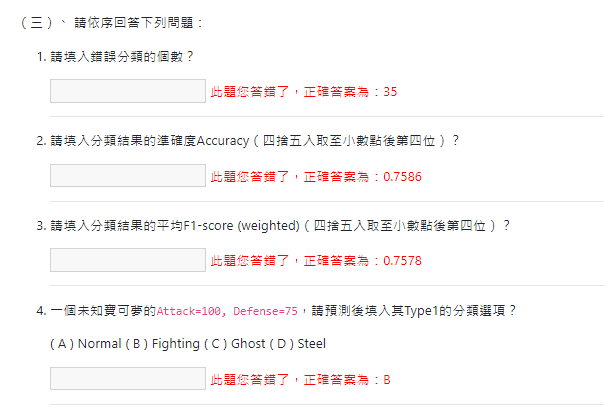 （三）、 請依序回答下列問題：
1. 請填入錯誤分類的個數？
此題您答錯了，正確答案為：35
2. 請填入分類結果的準確度Accuracy（四捨五入取至小數點後第四位）？
此題您答錯了，正確答案為：0.7586
3. 請填入分類結果的平均F1-score (weighted)（四捨五入取至小數點後第四位）？
此題您答錯了，正確答案為：0.7578
4. 一個未知寶可夢的Attack=100, Defense=75，請預測後填入其Type1的分類選項？
( A ) Normal ( B ) Fighting ( C ) Ghost ( D ) Steel
此題您答錯了，正確答案為：B